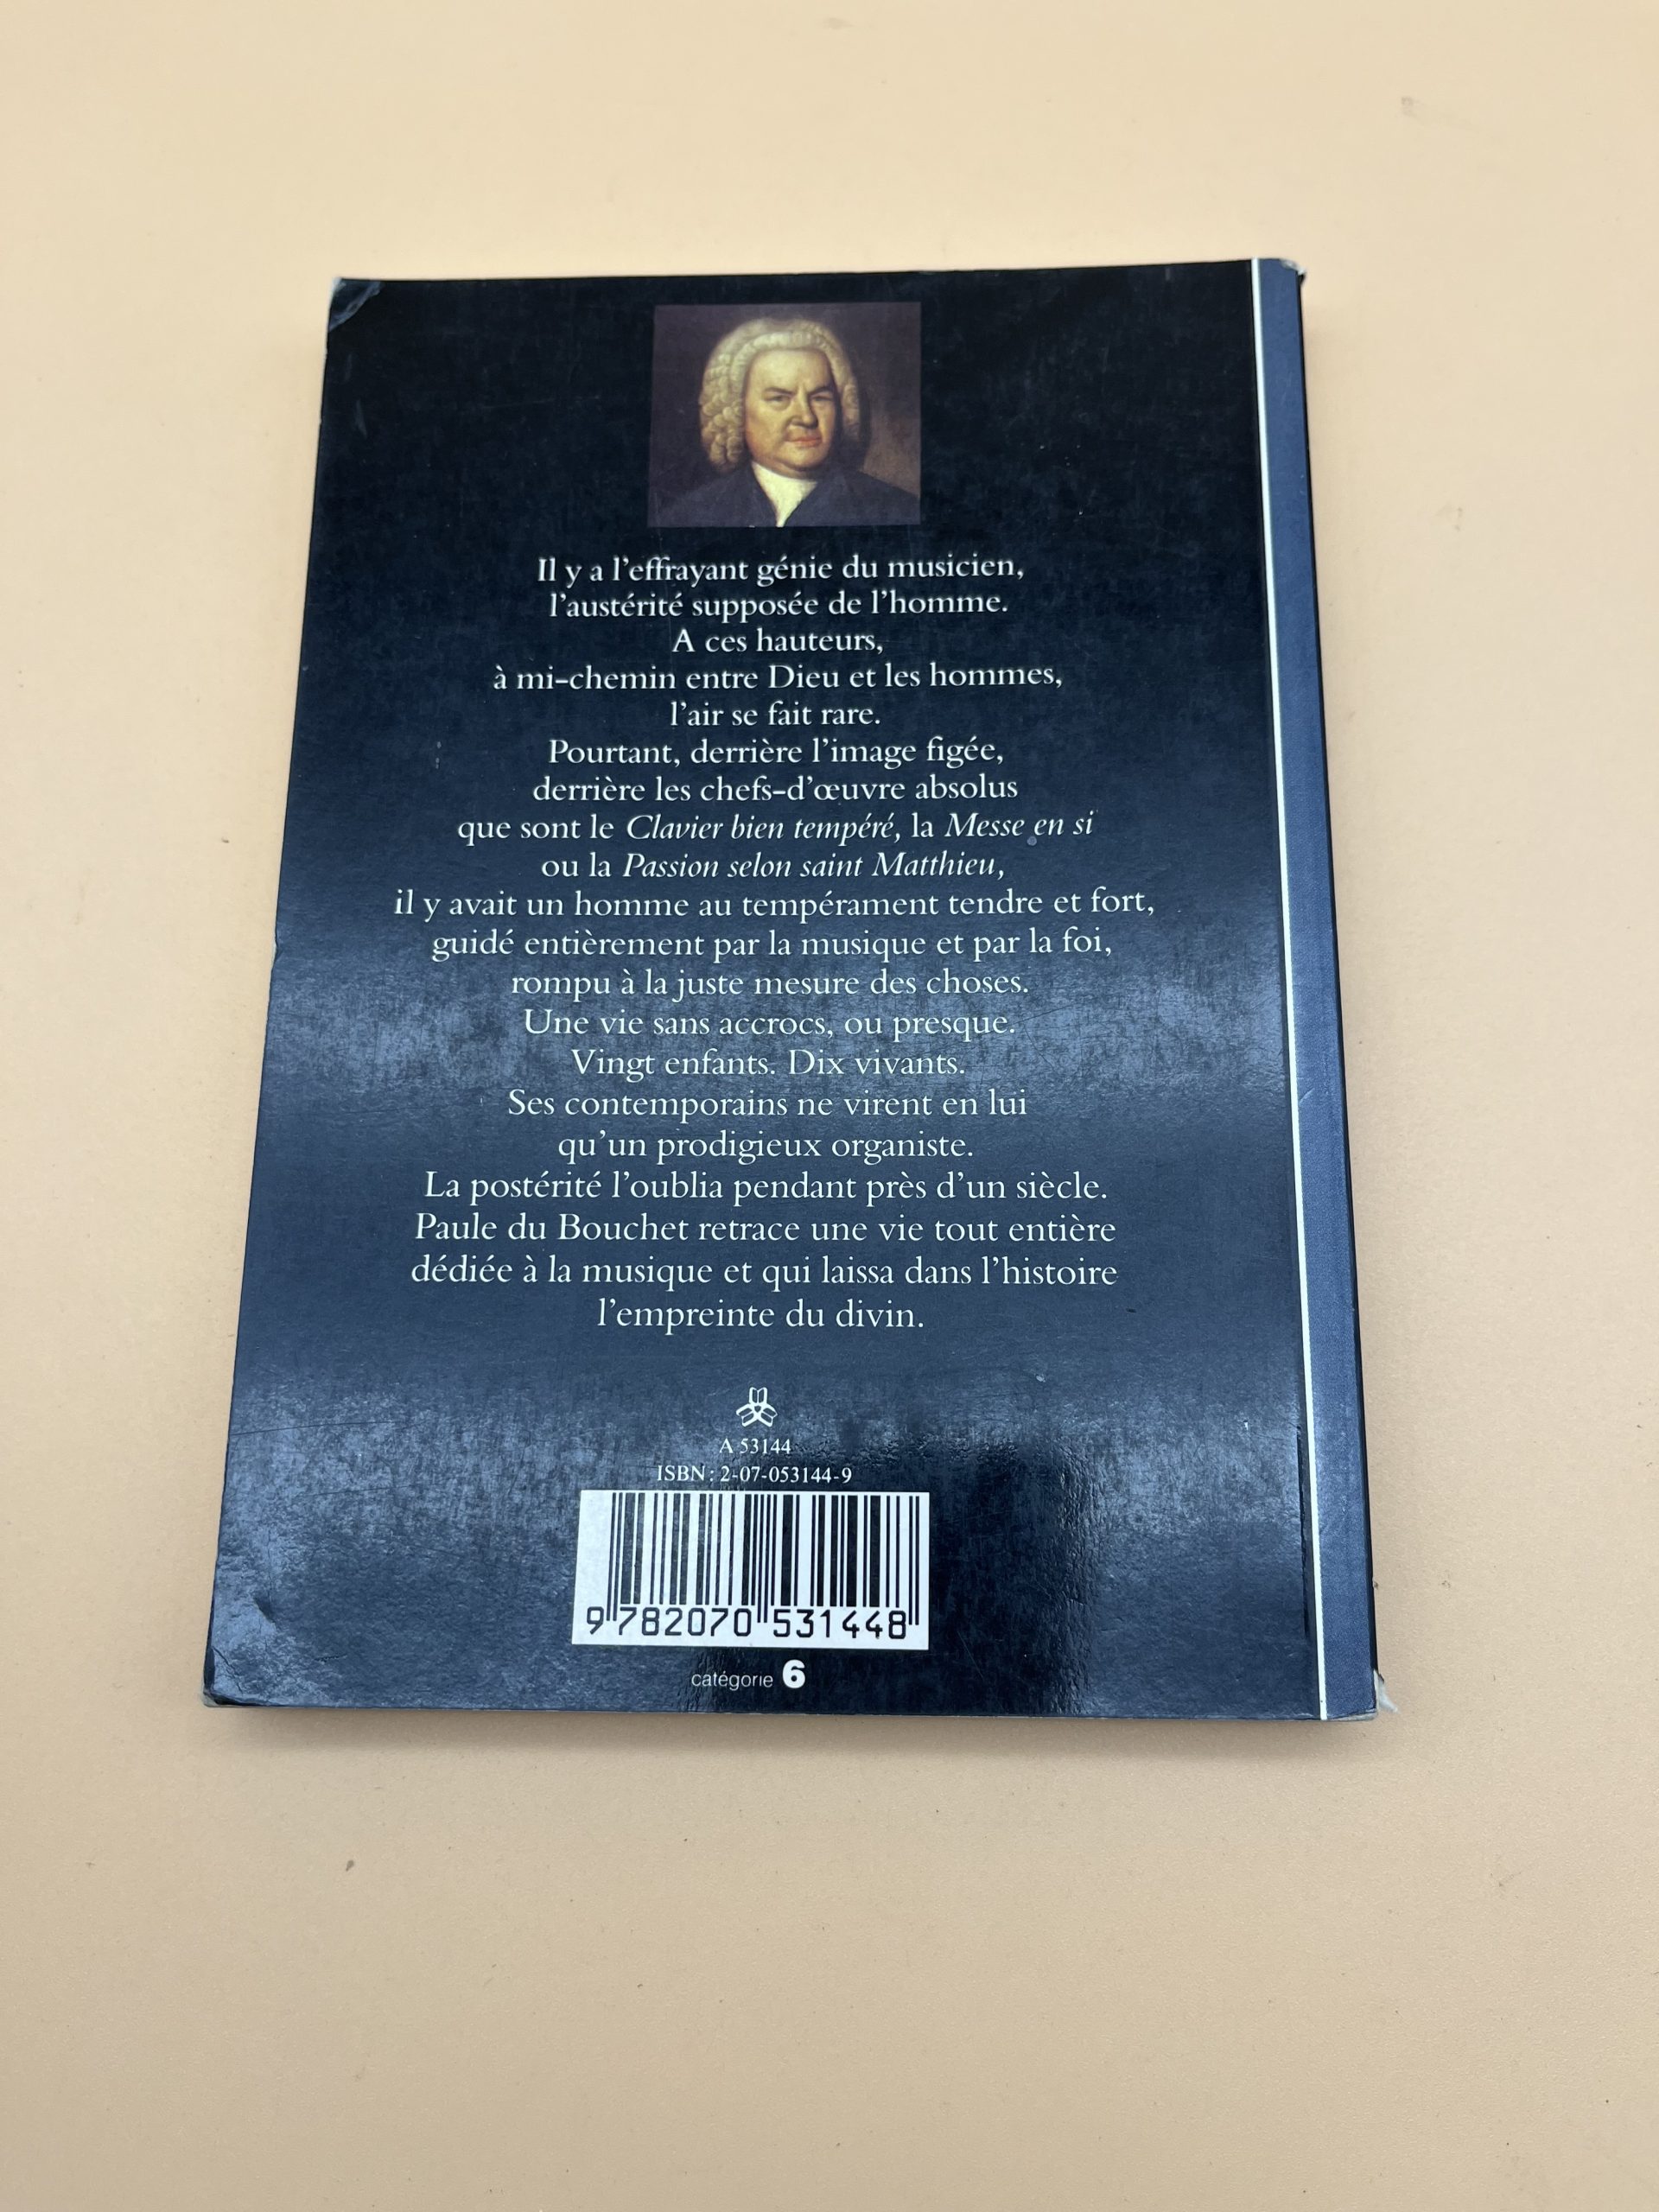 Il y a l'effrayant génie du musicien,
l'austérité supposée de l'homme.
A ces hauteurs,
à mi-chemin entre Dieu et les hommes,
l'air se fait rare.
Pourtant, derrière l'image figée,
derrière les chefs-d'œuvre absolus
que sont le Clavier bien tempéré, la Messe en si
ou la Passion selon saint Matthieu,
il y avait un homme au tempérament tendre et fort,
guidé entièrement par la musique et par la foi,
rompu à la juste mesure des choses.
Une vie sans accrocs, ou presque.
Vingt enfants. Dix vivants.
Ses contemporains ne virent en lui
qu'un prodigieux organiste.
La postérité l'oublia pendant près d'un siècle.
Paule du Bouchet retrace une vie tout entière
dédiée à la musique et qui laissa dans l'histoire
l'empreinte du divin.
A 53144
ISBN : 2-07-053144-9
9 782070 531448
catégorie 6